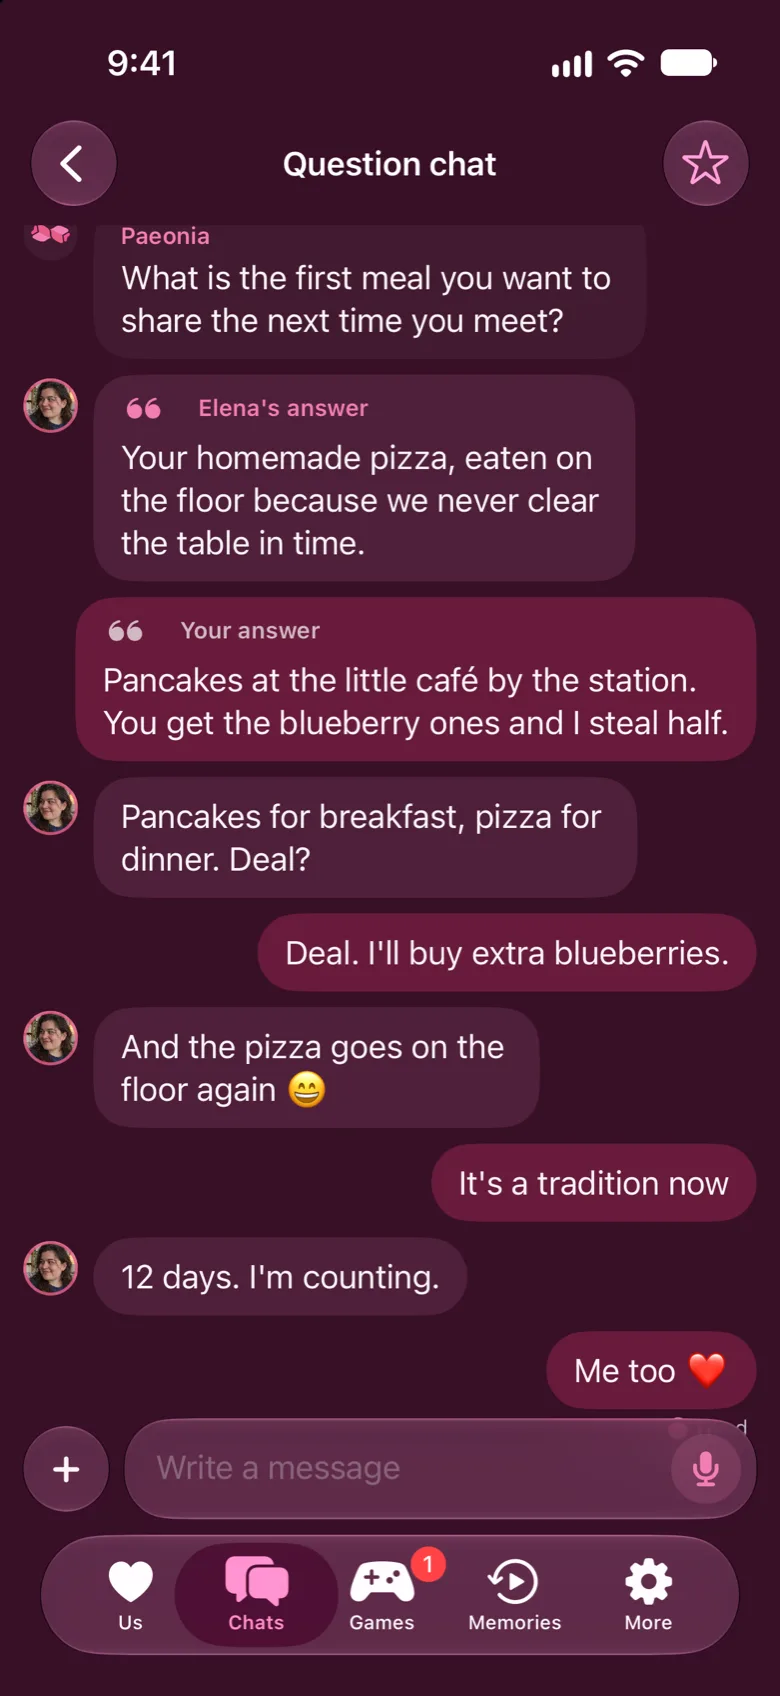 9:41
Question chat
Paeonia
What is the first meal you want to
share the next time you meet?
Elena's answer
Your homemade pizza, eaten on
the floor because we never clear
the table in time.
Your answer
Pancakes at the little café by the station.
You get the blueberry ones and I steal half.
Pancakes for breakfast, pizza for
dinner. Deal?
Deal. I'll buy extra blueberries.
And the pizza goes on the
floor again 😄
It's a tradition now
12 days. I'm counting.
Me too ❤️
Write a message
1
Us
Chats
Games
Memories
More